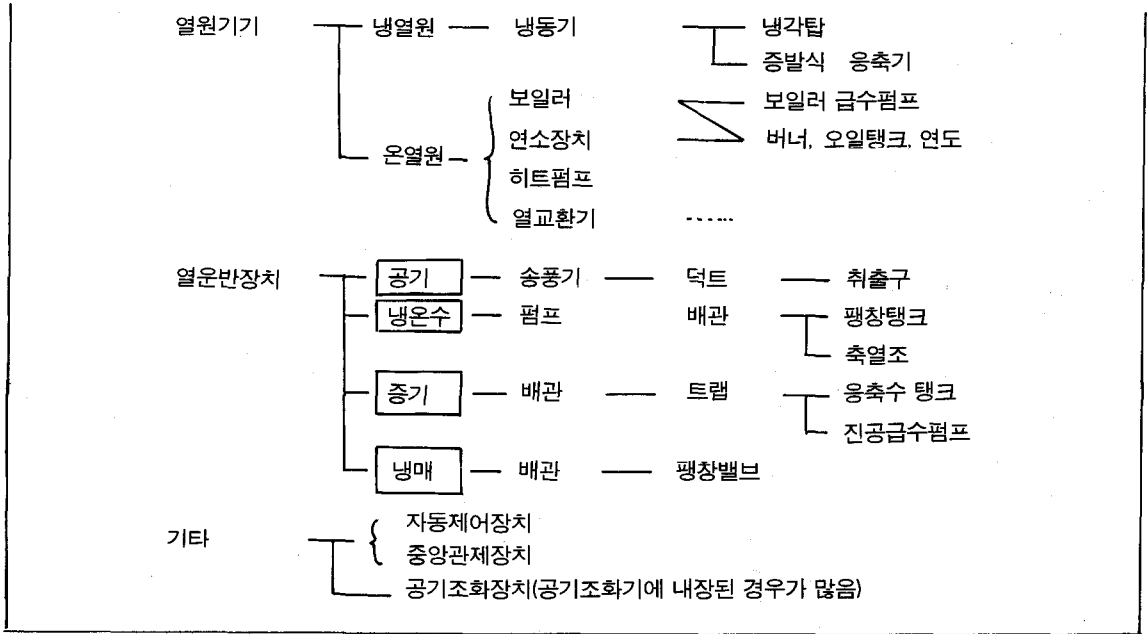 열원기기 냉열원 냉동기 냉각탑
증발식 응축기
보일러 보일러 급수펌프
연소장치 버너, 오일탱크, 연도
온열원
히트펌프
열교환기 ......
열운반장치 공기 송풍기 덕트 취출구
냉온수 펌프 배관 팽창탱크
축열조
증기 배관 트랩 응축수 탱크
진공급수펌프
냉매 배관 팽창밸브
자동제어장치
기타
중앙관제장치
공기조화장치(공기조화기에 내장된 경우가 많음)